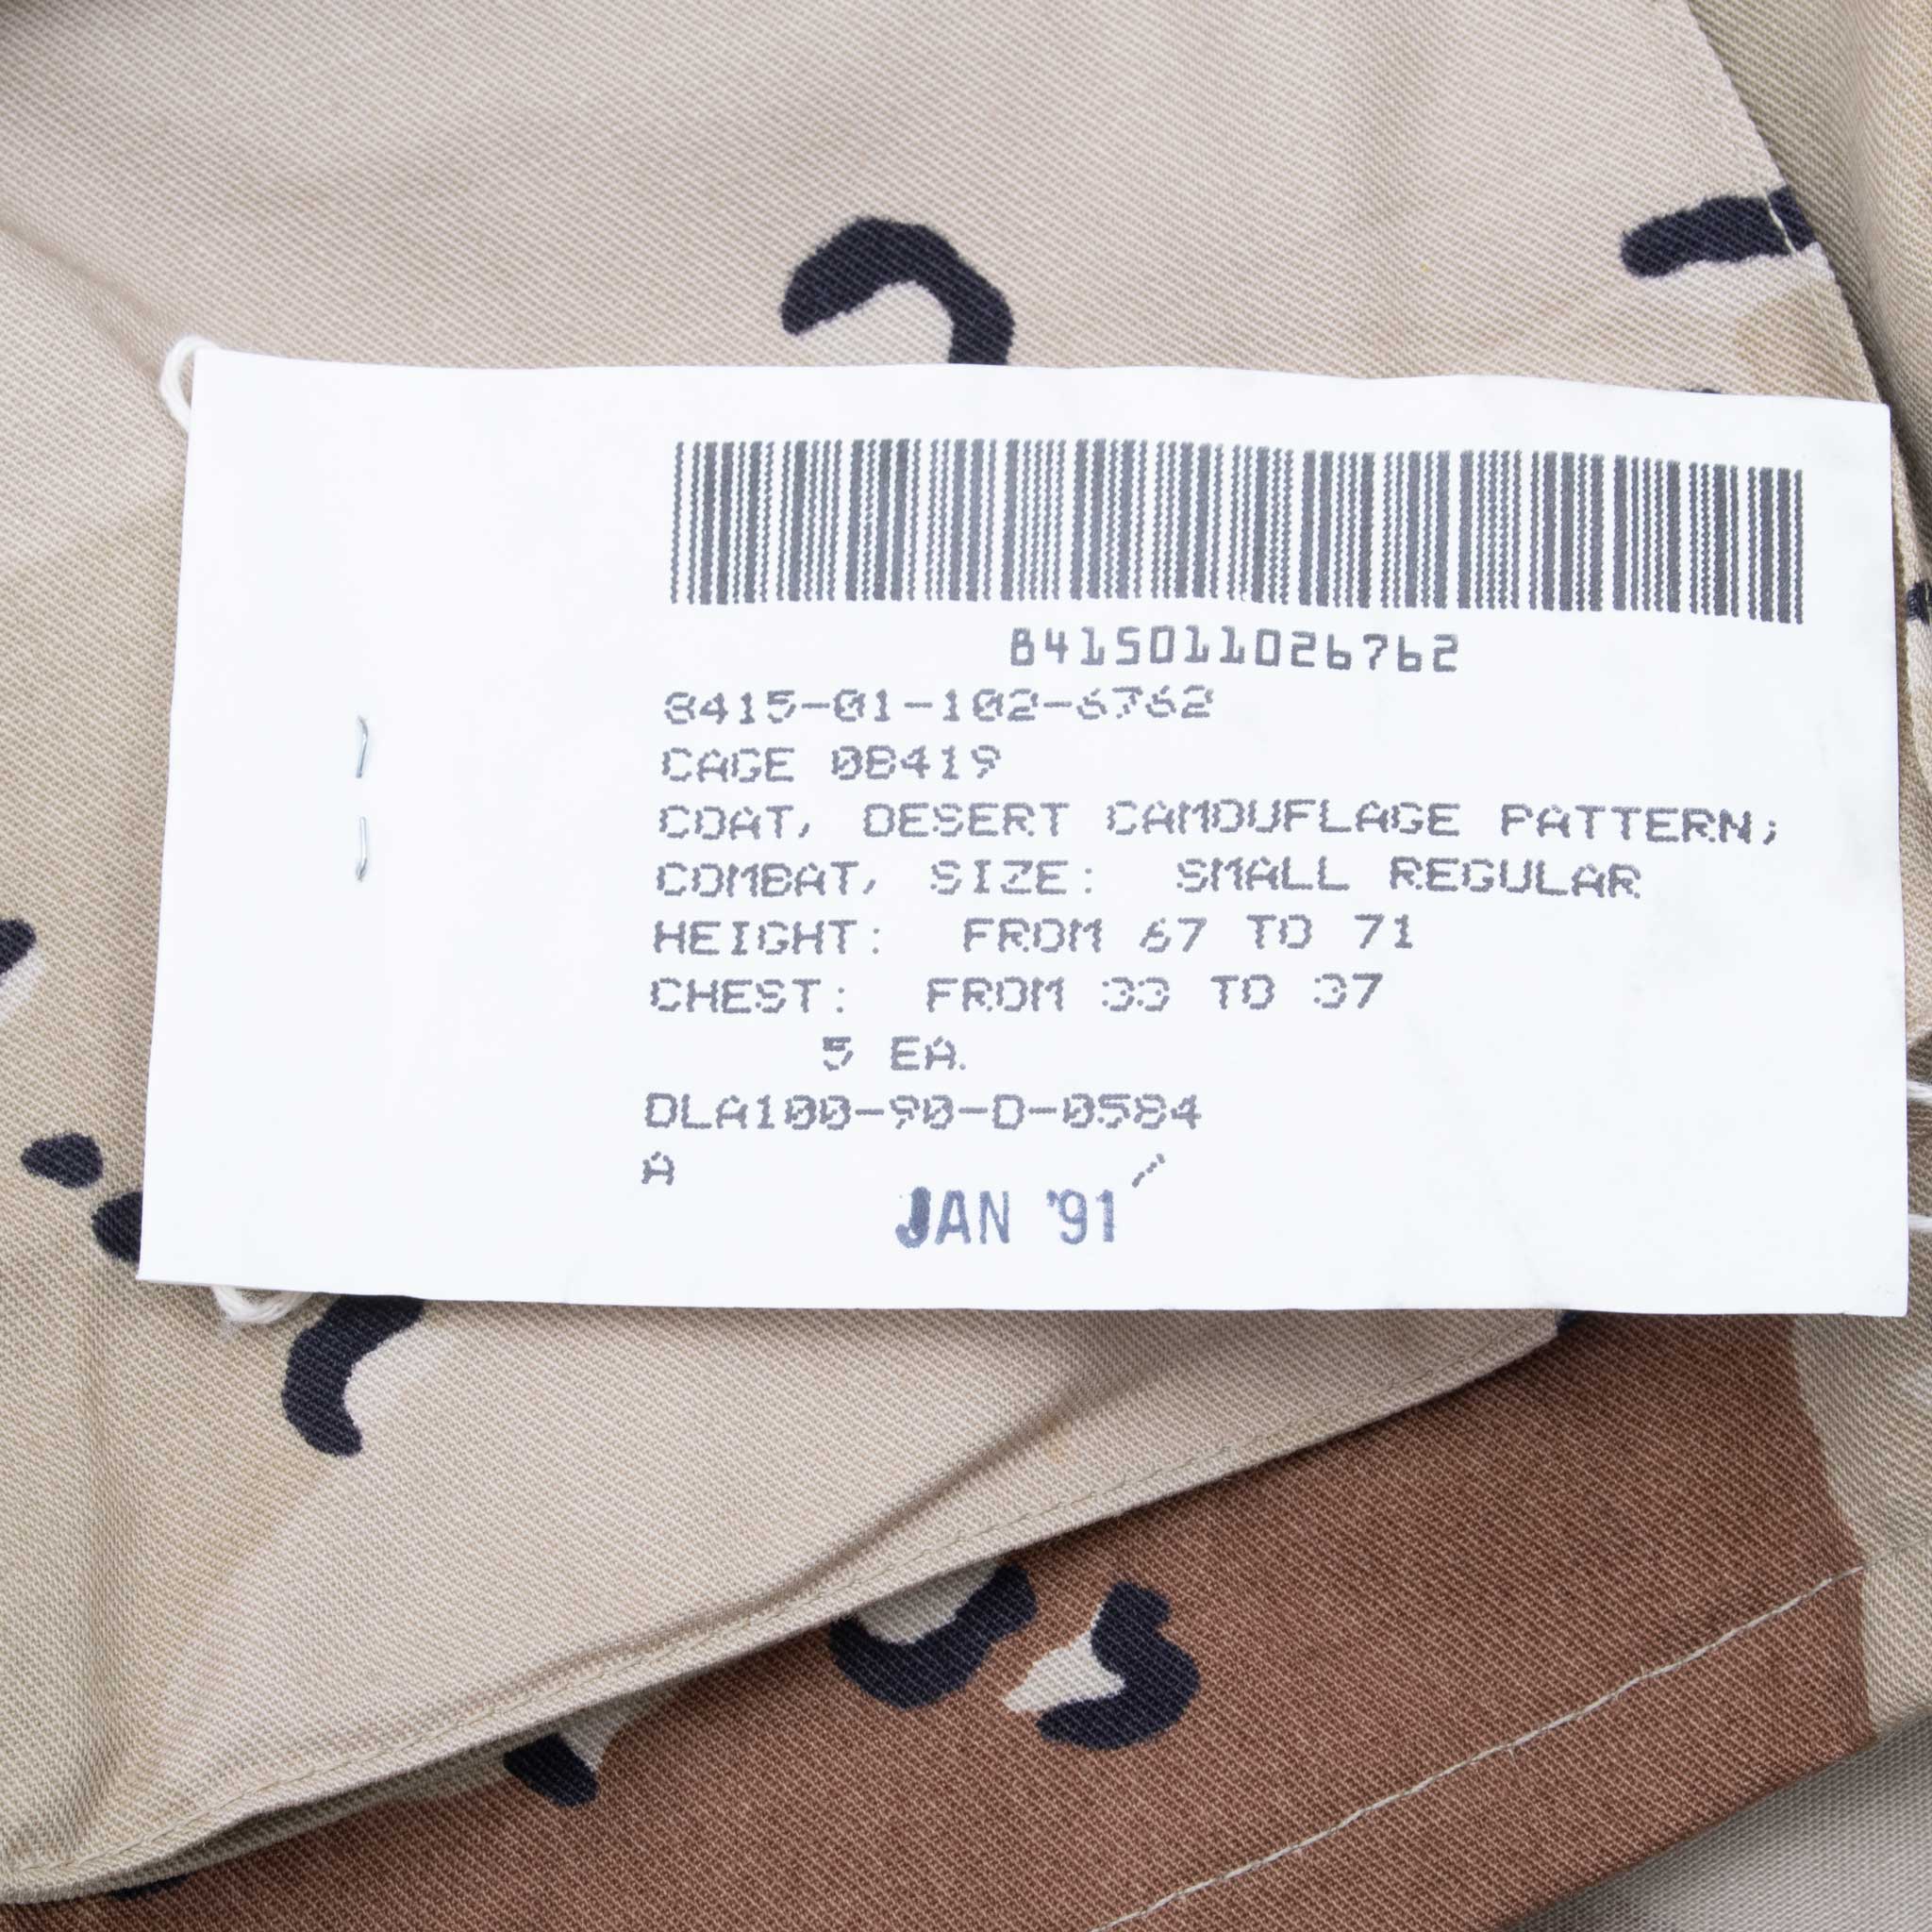 8415011026762
8415-01-102-6762
CAGE 0B419
COAT, DESERT CAMOUFLAGE PATTERN;
COMBAT, SIZE: SMALL REGULAR
HEIGHT: FROM 67 TO 71
CHEST: FROM 33 TO 37
5 EA.
DLA100-90-D-0584
A /
JAN '91